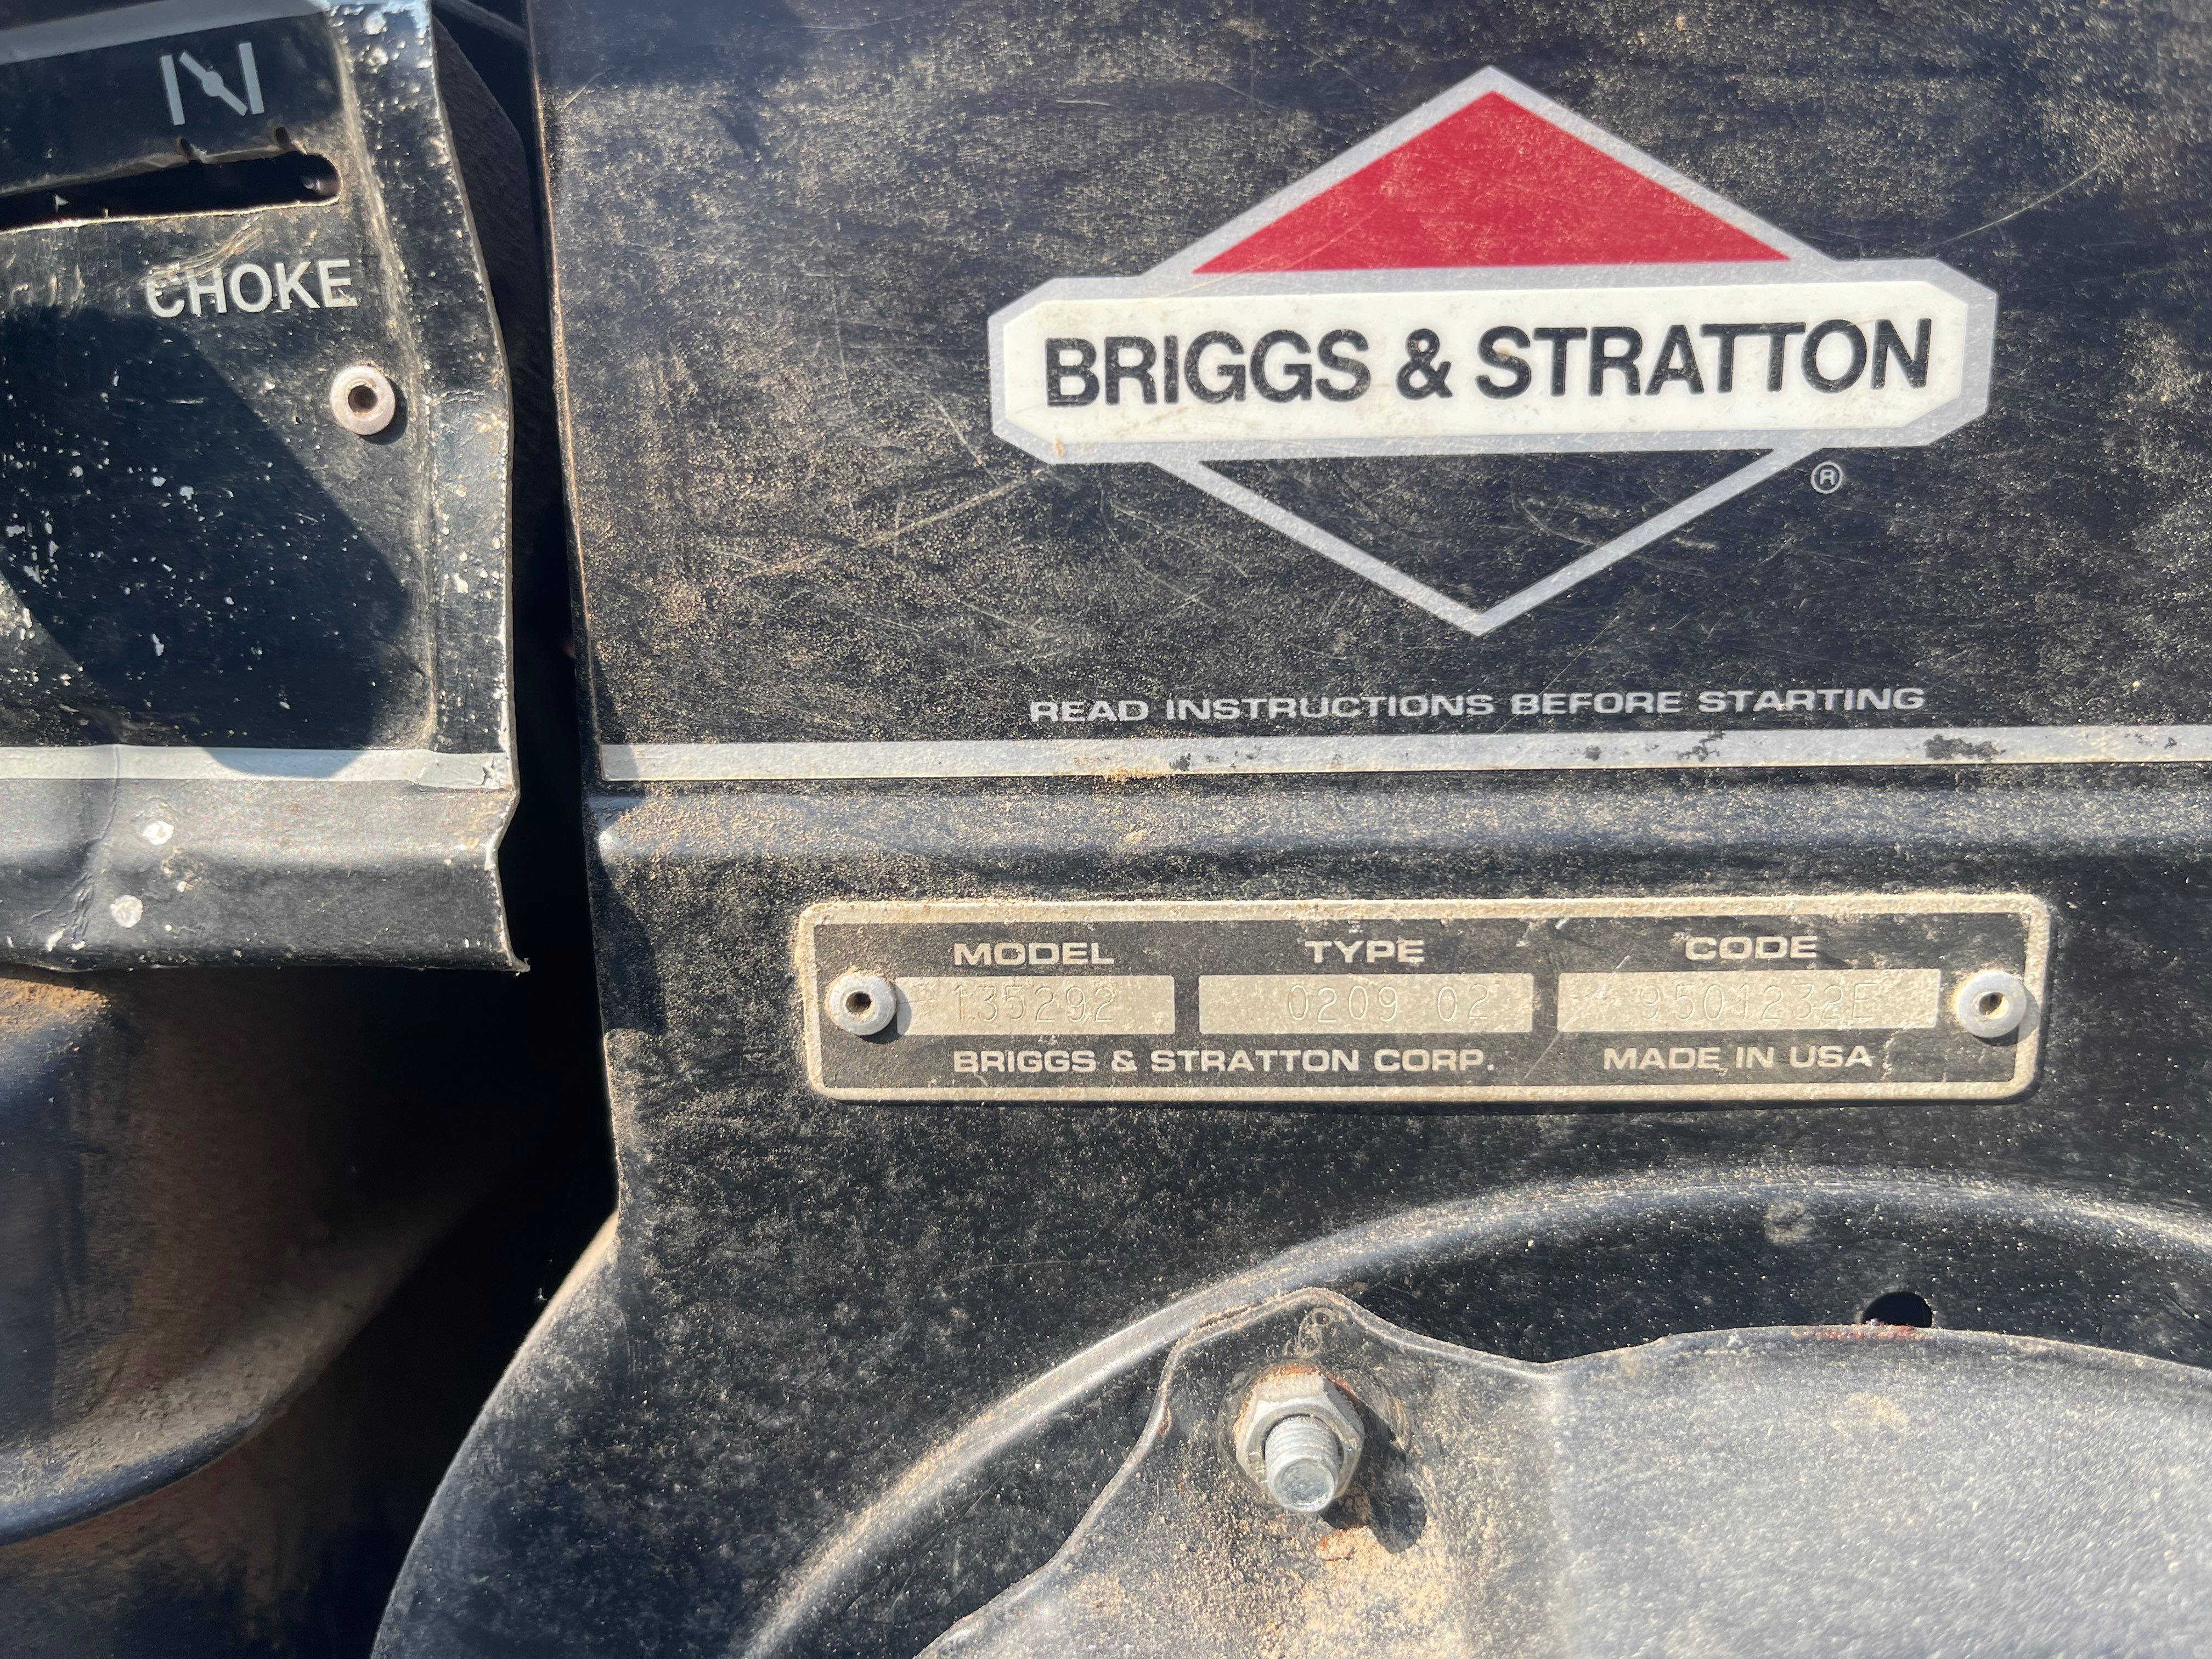 CHOKE
BRIGGS & STRATTON
®
READ INSTRUCTIONS BEFORE STARTING
MODEL TYPE CODE
135292 0209 02 9501232E
BRIGGS & STRATTON CORP. MADE IN USA